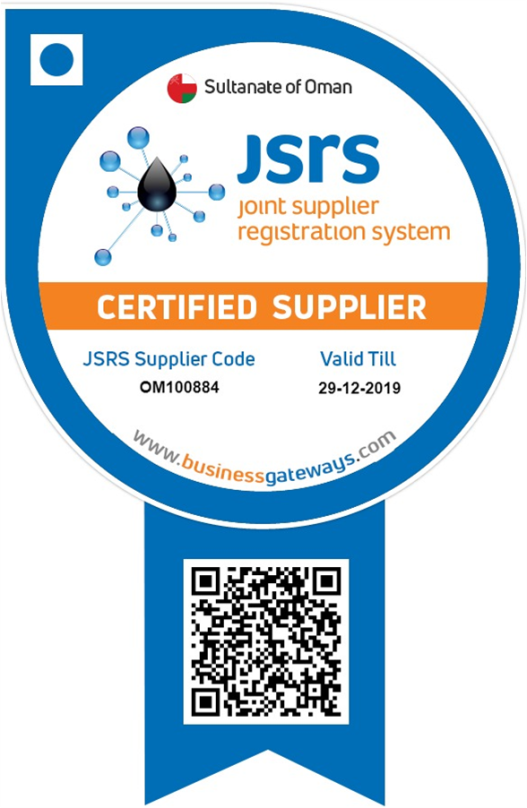 Sultanate of Oman
JSrS
joint supplier
registration system
CERTIFIED SUPPLIER
JSRS Supplier Code
Valid Till
OM100884
29-12-2019
www.businessgateways.com